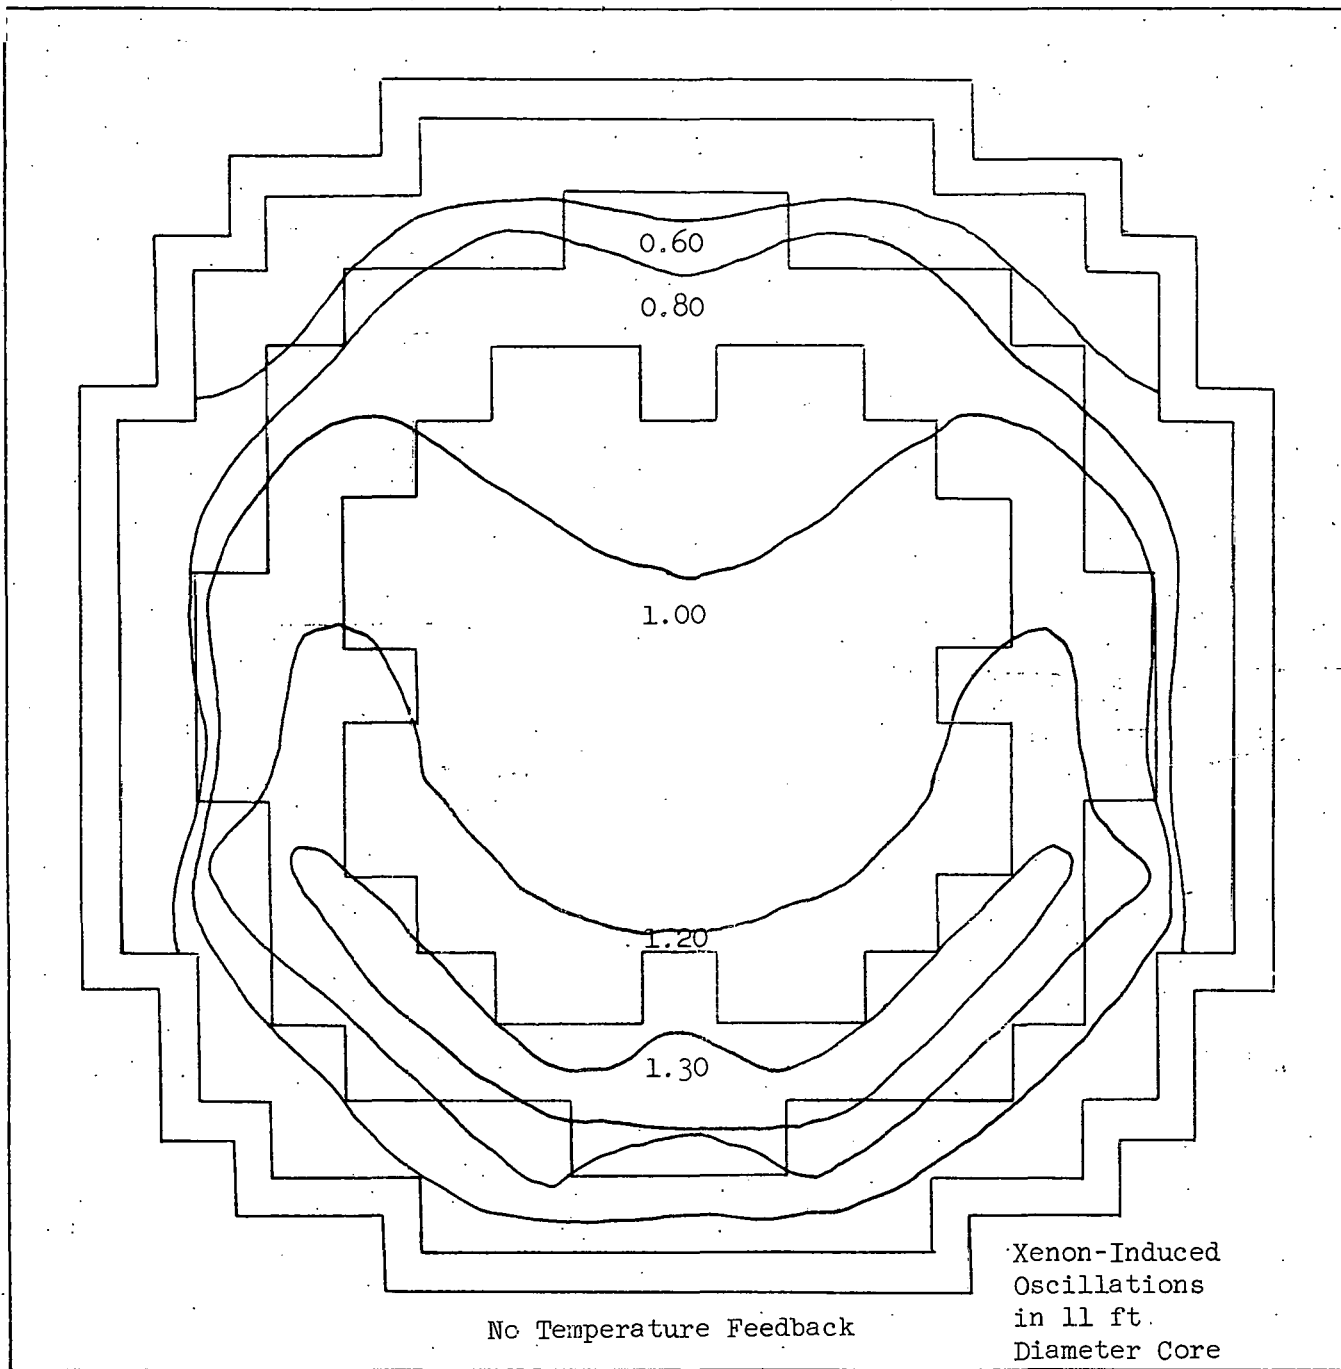 0.60
0.80
1.00
1.20
1.30
No Temperature Feedback
Xenon-Induced
Oscillations
in 11 ft.
Diameter Core